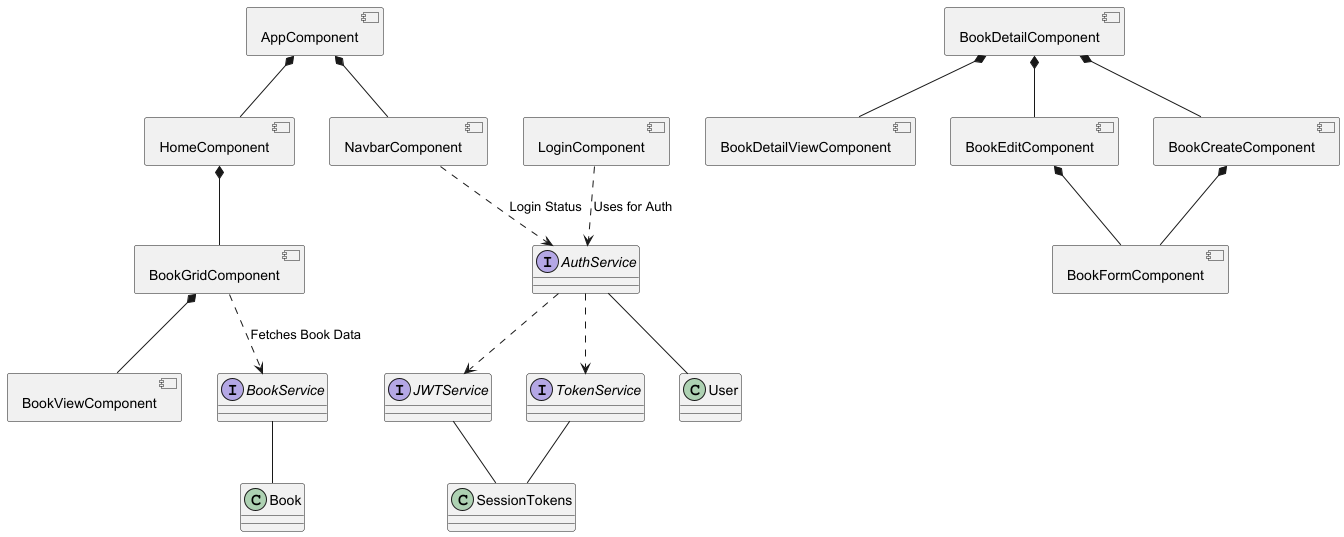 AppComponent
BookDetailComponent
HomeComponent
NavbarComponent
LoginComponent
BookDetailViewComponent
BookEditComponent
BookCreateComponent
Login Status
Uses for Auth
BookGridComponent
I AuthService
BookFormComponent
Fetches Book Data
BookViewComponent
I BookService
I JWTService
I TokenService
C User
C Book
C SessionTokens